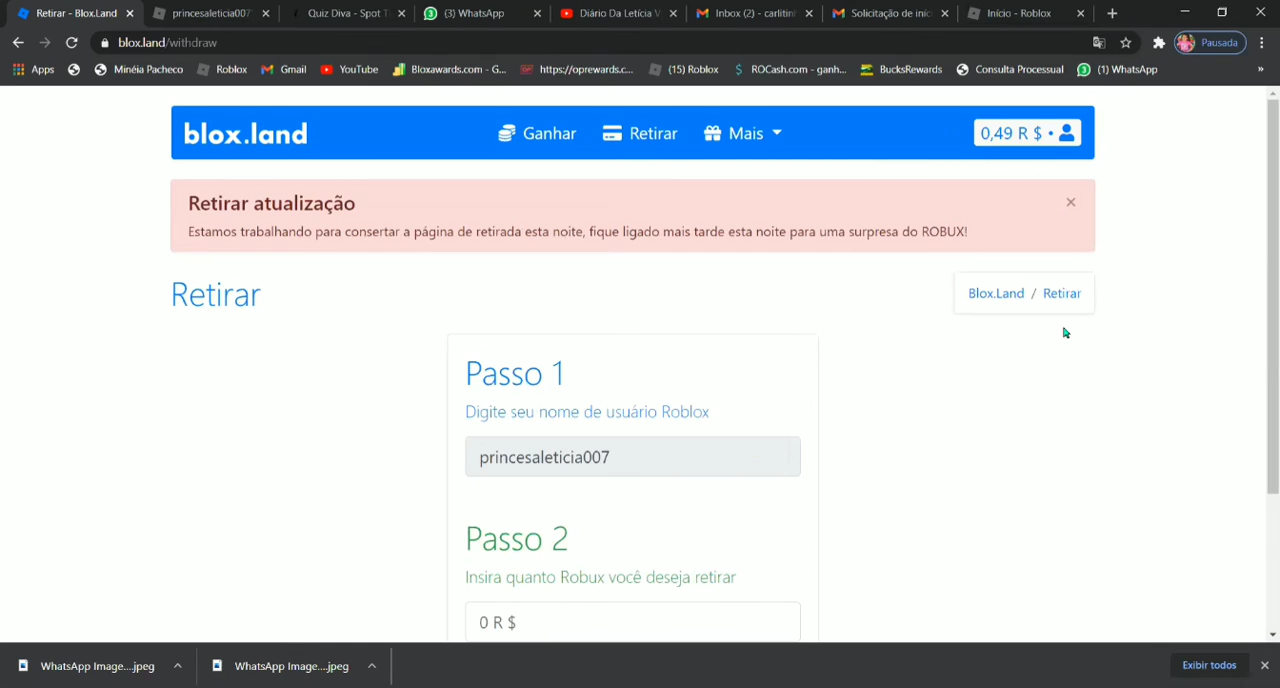 Retirar - Blox.Land
princesaleticia007
Quiz Diva - Spot T
(3) WhatsApp
Diário Da Letícia V
Inbox (2) - carlitin
Solicitação de iníc
Início - Roblox
blox.land/withdraw
Pausada
Apps
Minéia Pacheco
Roblox
Gmail
YouTube
Bloxawards.com - G...
https://oprewards.c...
(15) Roblox
ROCash.com - ganh...
BucksRewards
Consulta Processual
(1) WhatsApp
»
blox.land
Ganhar
Retirar
Mais
0,49 R $ •
Retirar atualização
Estamos trabalhando para consertar a página de retirada esta noite, fique ligado mais tarde esta noite para uma surpresa do ROBUX!
Retirar
Blox.Land / Retirar
Passo 1
Digite seu nome de usuário Roblox
princesaleticia007
Passo 2
Insira quanto Robux você deseja retirar
0 R $
WhatsApp Image....jpeg
WhatsApp Image....jpeg
Exibir todos